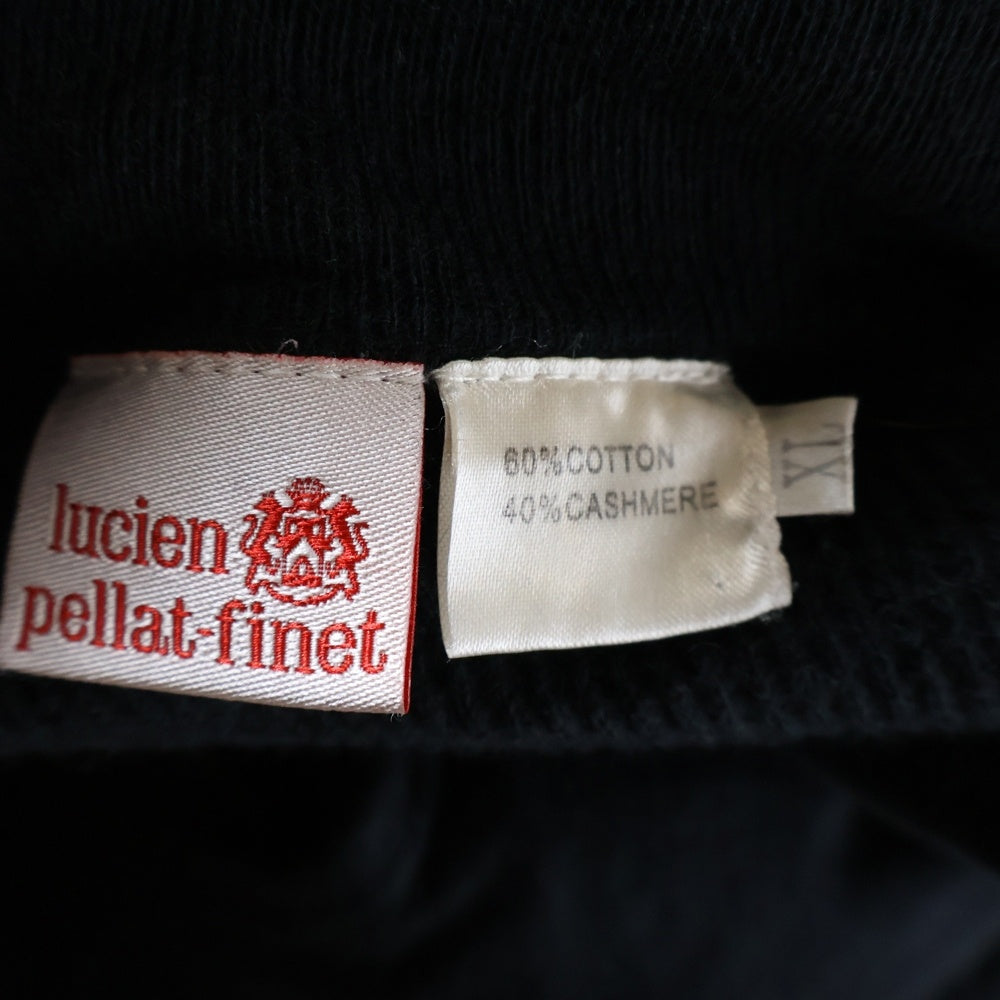 lucien
pellat-finet
60%COTTON
40%CASHMERE
XL